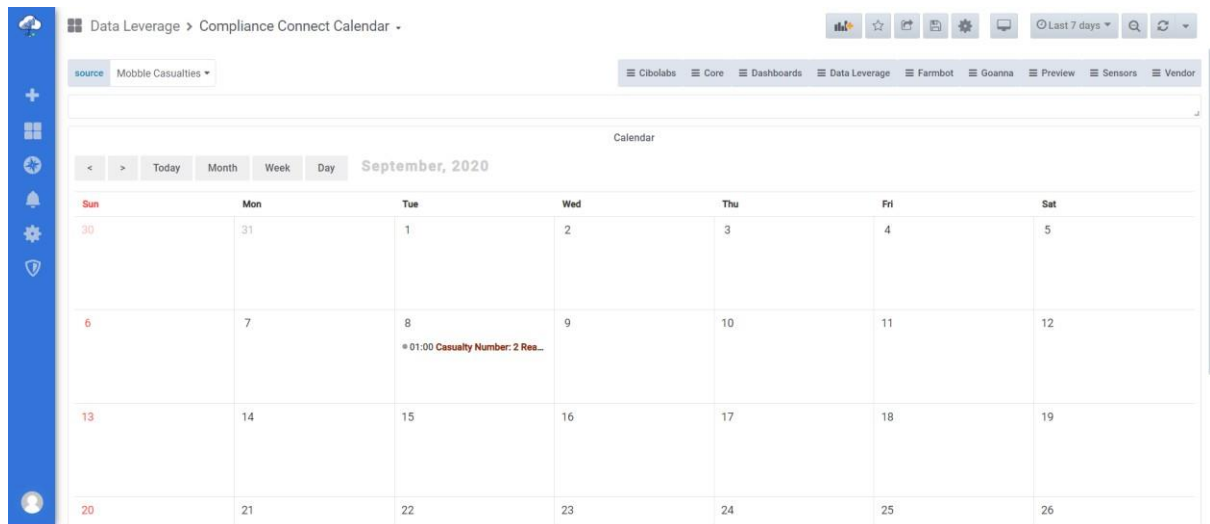 Data Leverage > Compliance Connect Calendar
Last 7 days
source Mobble Casualties
Cibolabs Core Dashboards Data Leverage Farmbot Goanna Preview Sensors Vendor
Calendar
< > Today Month Week Day September, 2020
Sun Mon Tue Wed Thu Fri Sat
30 31 1 2 3 4 5
6 7 8 9 10 11 12
01:00 Casualty Number: 2 Rea...
13 14 15 16 17 18 19
20 21 22 23 24 25 26